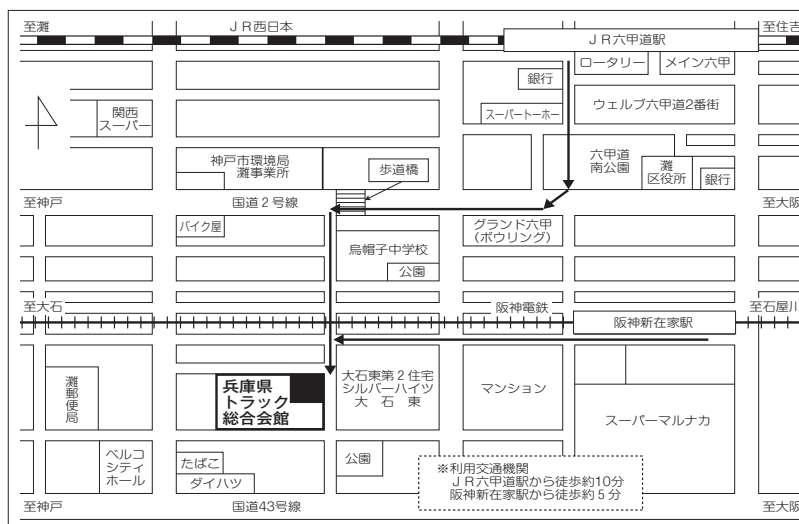 至灘
JR西日本
至住吉
JR六甲道駅
ロータリー
メイン六甲
銀行
関西
スーパー
スーパートーホー
ウェルブ六甲道2番街
神戸市環境局
灘事業所
歩道橋
六甲道
南公園
灘
区役所
銀行
至神戸
国道2号線
至大阪
バイク屋
グランド六甲
(ボウリング)
烏帽子中学校
公園
至大石
阪神電鉄
至石屋川
阪神新在家駅
灘郵便局
兵庫県
トラック
総合会館
大石東第2住宅
シルバーハイツ
大石東
マンション
スーパーマルナカ
ベルコ
シティ
ホール
たばこ
ダイハツ
公園
※利用交通機関
JR六甲道駅から徒歩約10分
阪神新在家駅から徒歩約5分
至神戸
国道43号線
至大阪